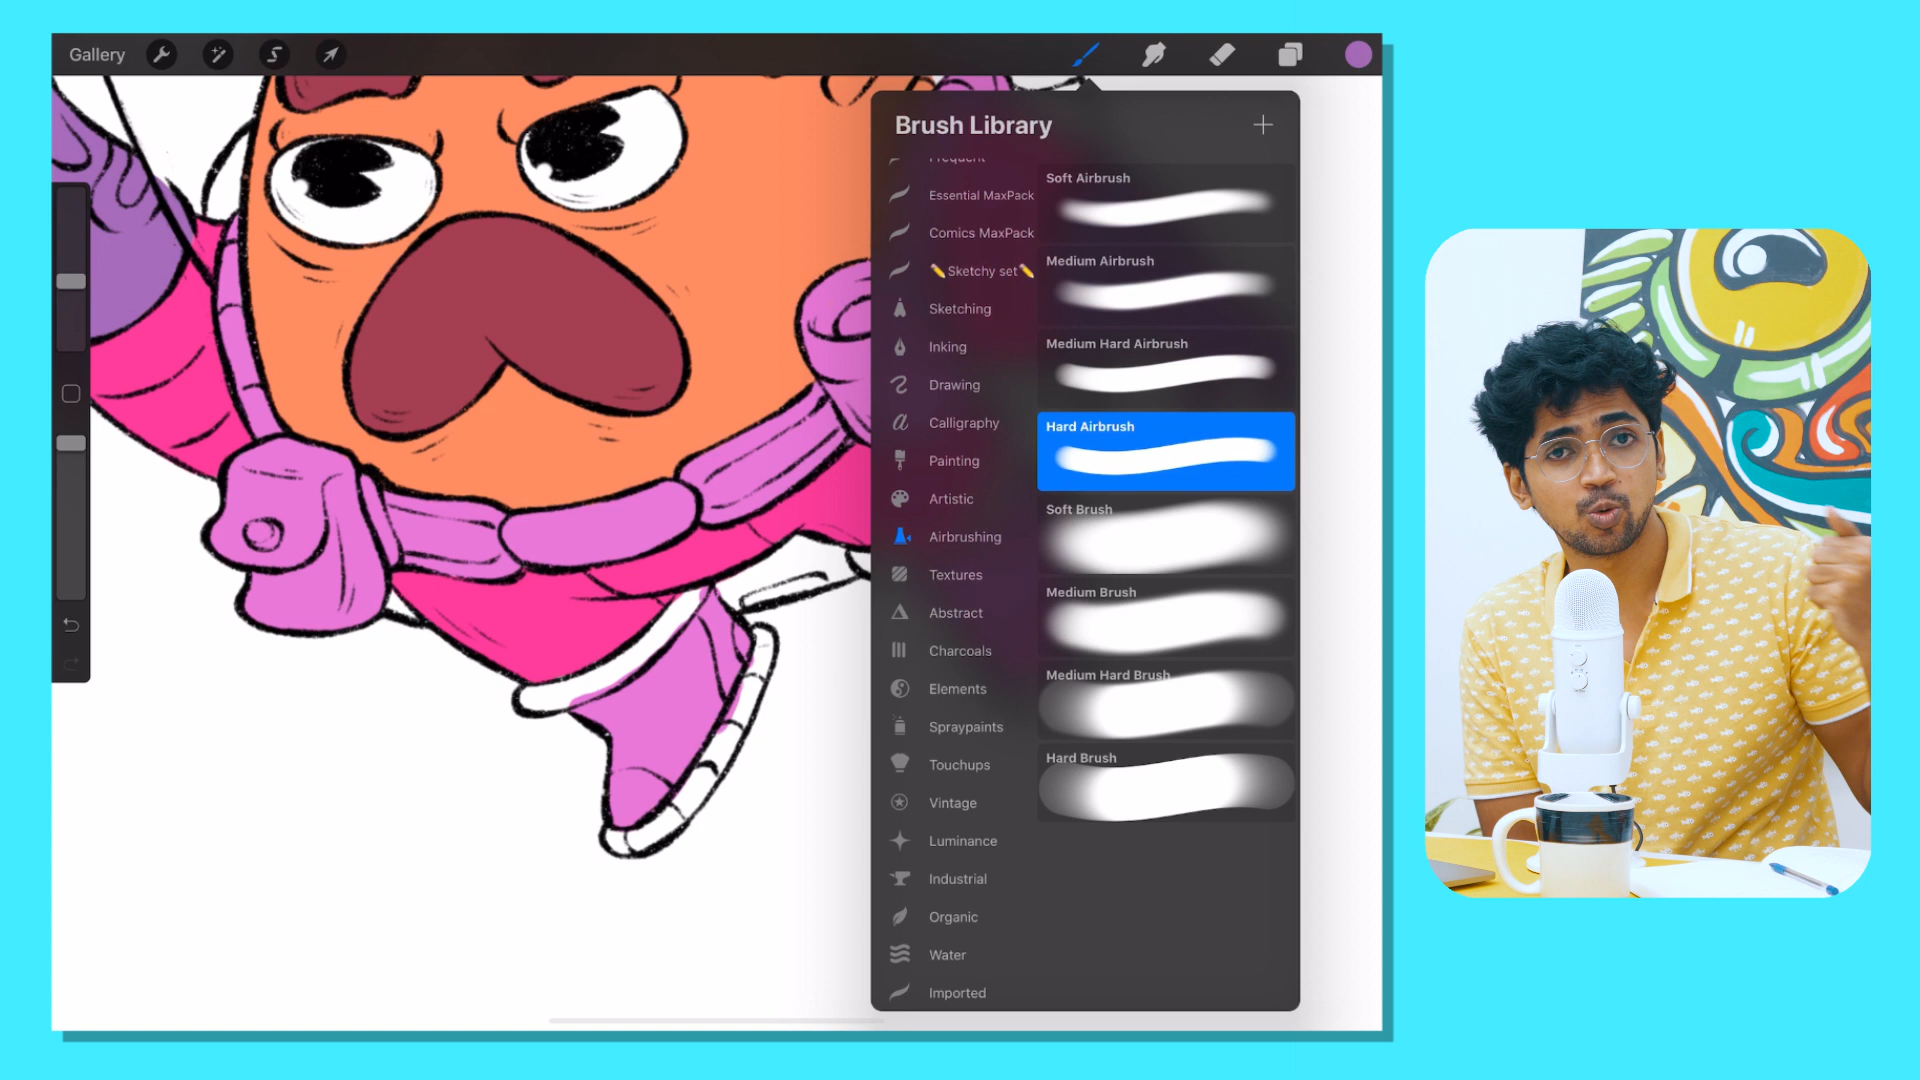 Gallery
Brush Library
Frequent
Essential MaxPack
Comics MaxPack
✏️Sketchy set✏️
Sketching
Inking
Drawing
Calligraphy
Painting
Artistic
Airbrushing
Textures
Abstract
Charcoals
Elements
Spraypaints
Touchups
Vintage
Luminance
Industrial
Organic
Water
Imported
Soft Airbrush
Medium Airbrush
Medium Hard Airbrush
Hard Airbrush
Soft Brush
Medium Brush
Medium Hard Brush
Hard Brush